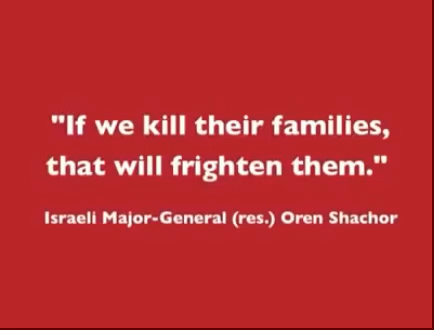 "If we kill their families,
that will frighten them."
Israeli Major-General (res.) Oren Shachor